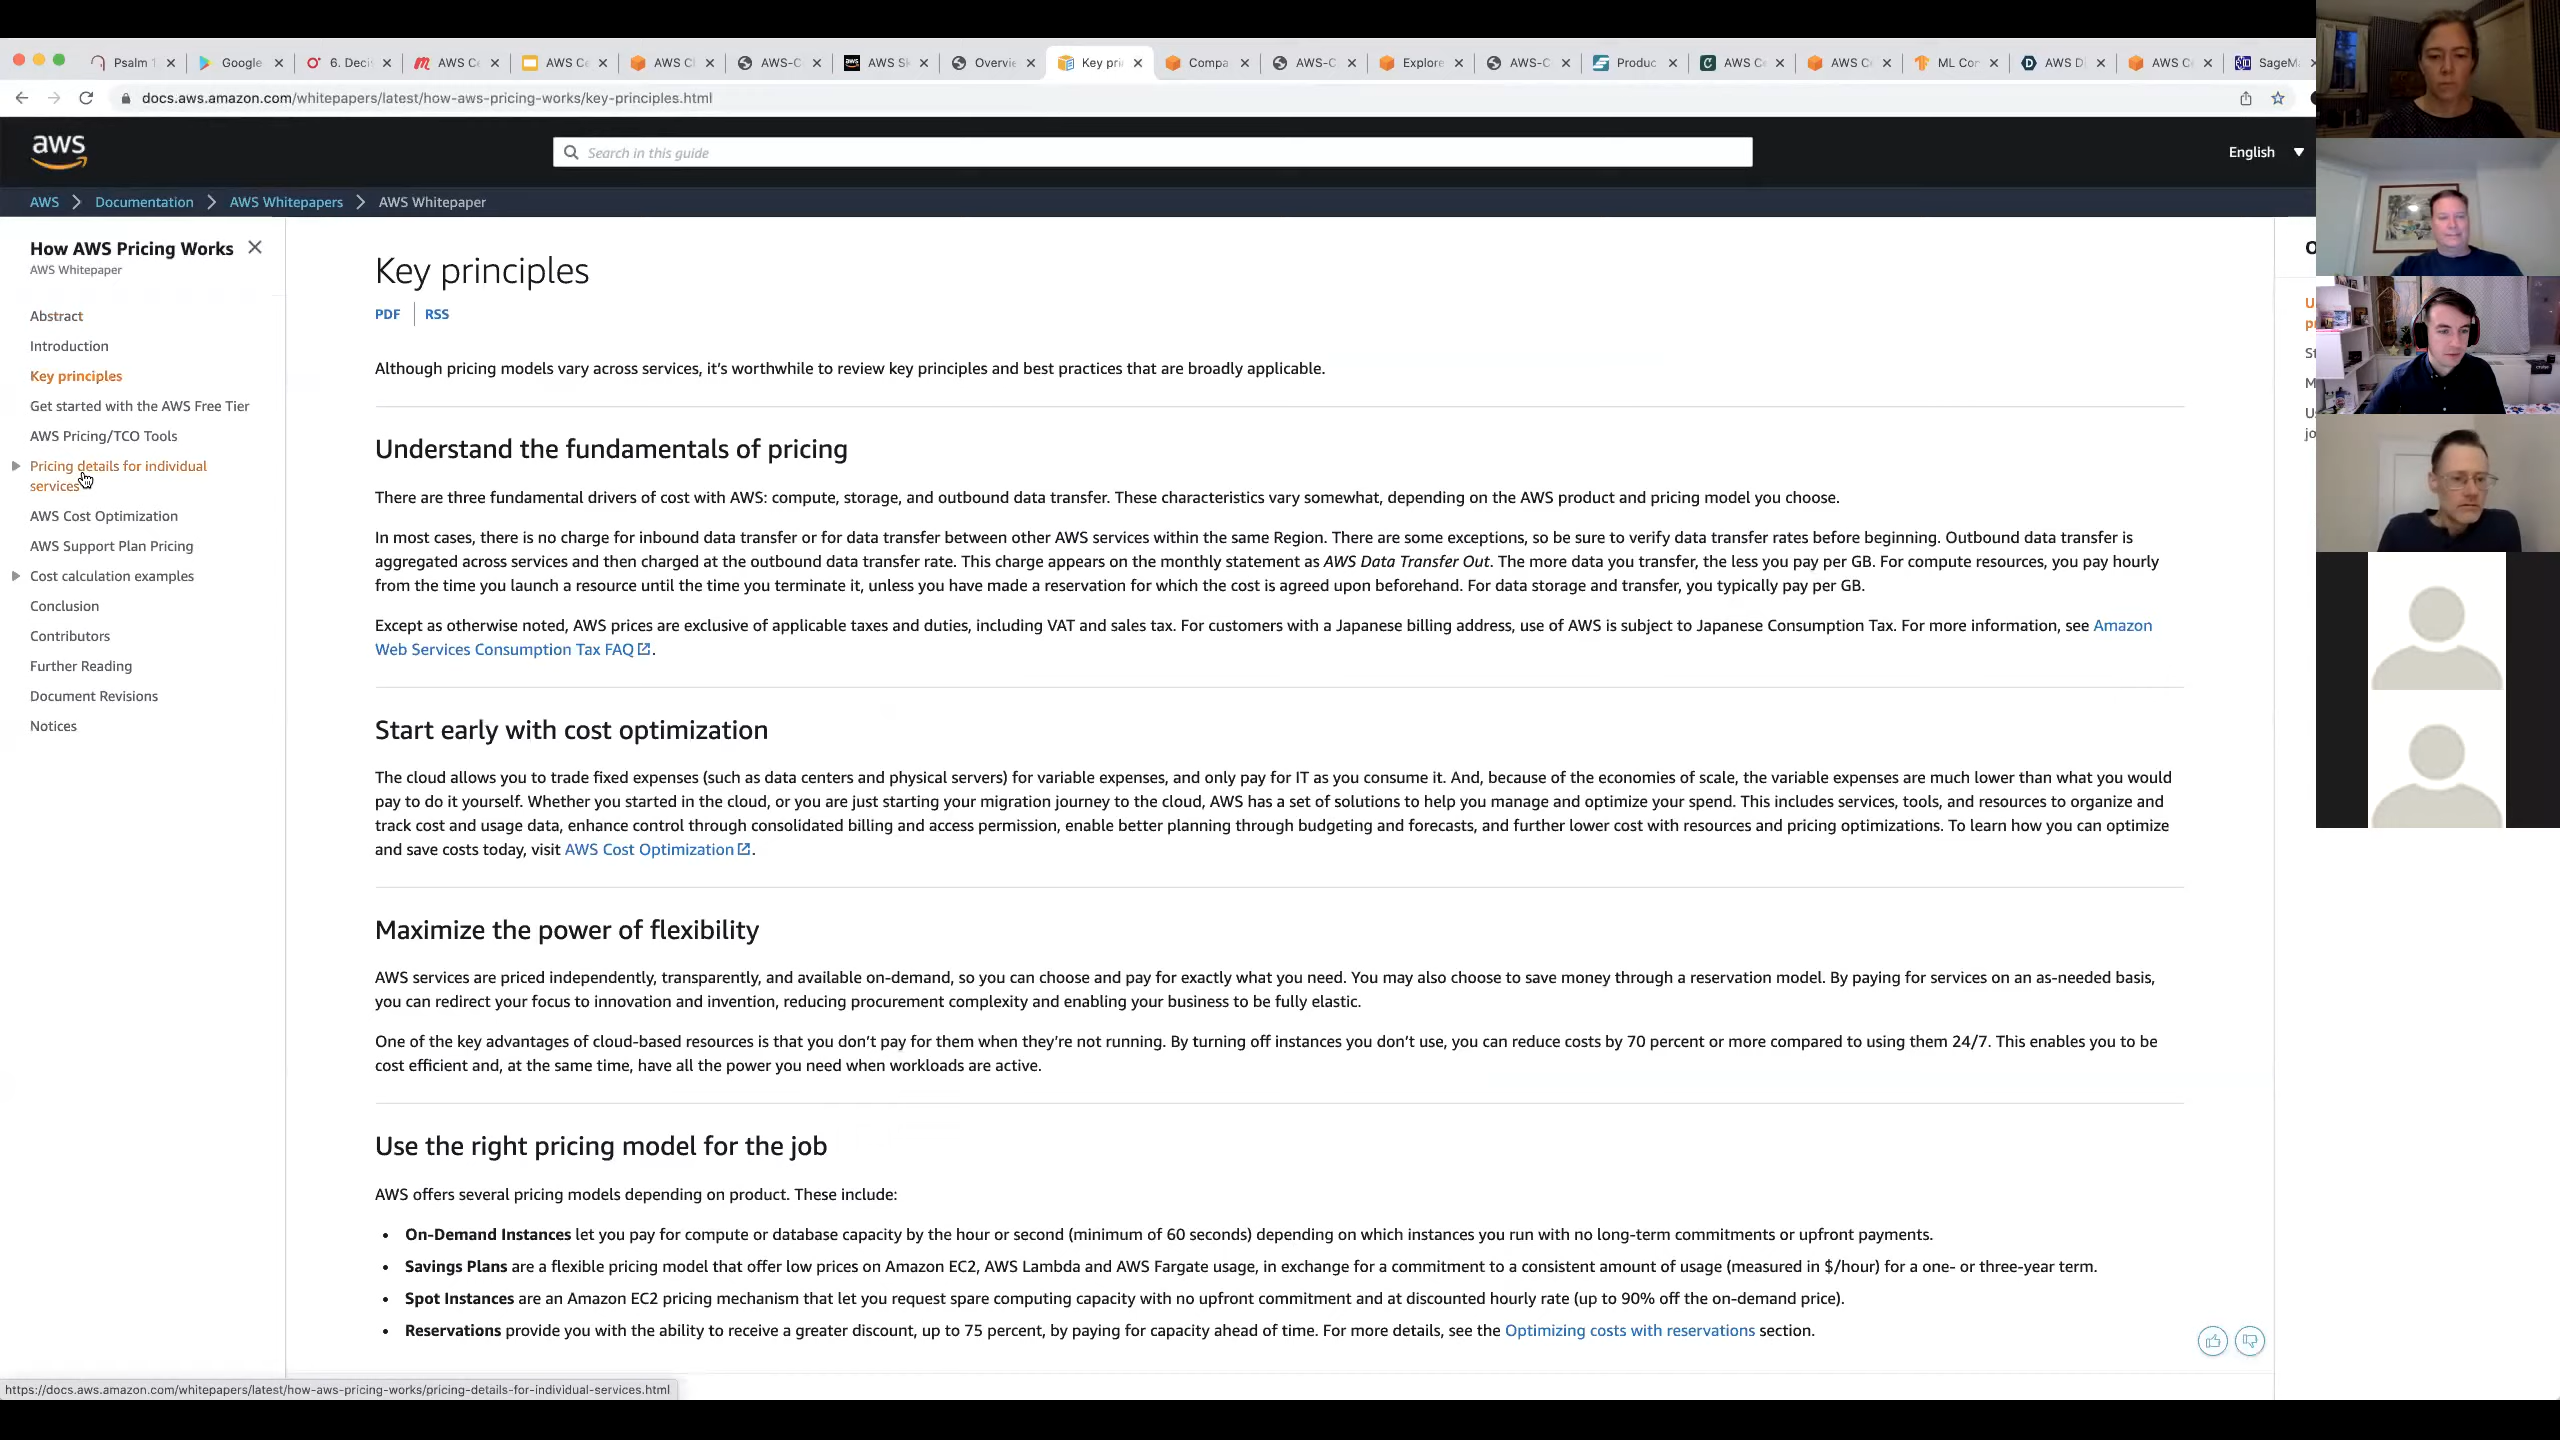 Psalm 1
Google
6. Deci
AWS Ce
AWS Ce
AWS Cl
AWS-C
AWS Sk
Overvie
Key pri
Compa
AWS-C
Explore
AWS-C
Produc
AWS Ce
AWS Ce
ML Con
AWS D
AWS Ce
SageMa
docs.aws.amazon.com/whitepapers/latest/how-aws-pricing-works/key-principles.html
aws
Search in this guide
English
AWS
Documentation
AWS Whitepapers
AWS Whitepaper
How AWS Pricing Works
AWS Whitepaper
Abstract
Introduction
Key principles
Get started with the AWS Free Tier
AWS Pricing/TCO Tools
Pricing details for individual
services
AWS Cost Optimization
AWS Support Plan Pricing
Cost calculation examples
Conclusion
Contributors
Further Reading
Document Revisions
Notices
Key principles
PDF
RSS
Although pricing models vary across services, it’s worthwhile to review key principles and best practices that are broadly applicable.
Understand the fundamentals of pricing
There are three fundamental drivers of cost with AWS: compute, storage, and outbound data transfer. These characteristics vary somewhat, depending on the AWS product and pricing model you choose.
In most cases, there is no charge for inbound data transfer or for data transfer between other AWS services within the same Region. There are some exceptions, so be sure to verify data transfer rates before beginning. Outbound data transfer is
aggregated across services and then charged at the outbound data transfer rate. This charge appears on the monthly statement as AWS Data Transfer Out. The more data you transfer, the less you pay per GB. For compute resources, you pay hourly
from the time you launch a resource until the time you terminate it, unless you have made a reservation for which the cost is agreed upon beforehand. For data storage and transfer, you typically pay per GB.
Except as otherwise noted, AWS prices are exclusive of applicable taxes and duties, including VAT and sales tax. For customers with a Japanese billing address, use of AWS is subject to Japanese Consumption Tax. For more information, see Amazon
Web Services Consumption Tax FAQ.
Start early with cost optimization
The cloud allows you to trade fixed expenses (such as data centers and physical servers) for variable expenses, and only pay for IT as you consume it. And, because of the economies of scale, the variable expenses are much lower than what you would
pay to do it yourself. Whether you started in the cloud, or you are just starting your migration journey to the cloud, AWS has a set of solutions to help you manage and optimize your spend. This includes services, tools, and resources to organize and
track cost and usage data, enhance control through consolidated billing and access permission, enable better planning through budgeting and forecasts, and further lower cost with resources and pricing optimizations. To learn how you can optimize
and save costs today, visit AWS Cost Optimization.
Maximize the power of flexibility
AWS services are priced independently, transparently, and available on-demand, so you can choose and pay for exactly what you need. You may also choose to save money through a reservation model. By paying for services on an as-needed basis,
you can redirect your focus to innovation and invention, reducing procurement complexity and enabling your business to be fully elastic.
One of the key advantages of cloud-based resources is that you don’t pay for them when they’re not running. By turning off instances you don’t use, you can reduce costs by 70 percent or more compared to using them 24/7. This enables you to be
cost efficient and, at the same time, have all the power you need when workloads are active.
Use the right pricing model for the job
AWS offers several pricing models depending on product. These include:
• On-Demand Instances let you pay for compute or database capacity by the hour or second (minimum of 60 seconds) depending on which instances you run with no long-term commitments or upfront payments.
• Savings Plans are a flexible pricing model that offer low prices on Amazon EC2, AWS Lambda and AWS Fargate usage, in exchange for a commitment to a consistent amount of usage (measured in $/hour) for a one- or three-year term.
• Spot Instances are an Amazon EC2 pricing mechanism that let you request spare computing capacity with no upfront commitment and at discounted hourly rate (up to 90% off the on-demand price).
• Reservations provide you with the ability to receive a greater discount, up to 75 percent, by paying for capacity ahead of time. For more details, see the Optimizing costs with reservations section.
https://docs.aws.amazon.com/whitepapers/latest/how-aws-pricing-works/pricing-details-for-individual-services.html